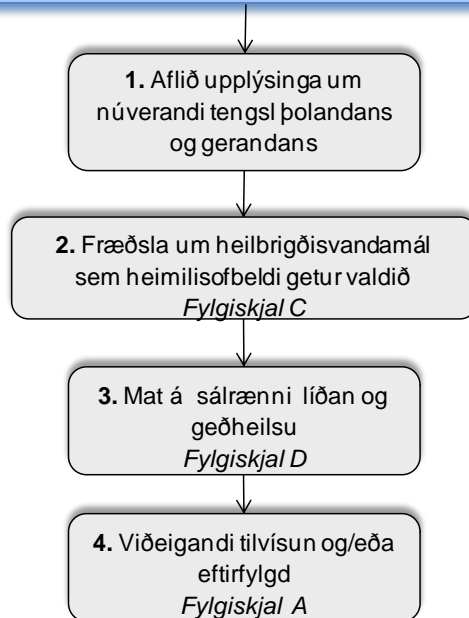 1. Aflið upplýsinga um
núverandi tengsl þolandans
og gerandans
2. Fræðsla um heilbrigðisvandamál
sem heimilisofbeldi getur valdið
Fylgiskjal C
3. Mat á sálrænni líðan og
geðheilsu
Fylgiskjal D
4. Viðeigandi tilvísun og/eða
eftirfylgd
Fylgiskjal A